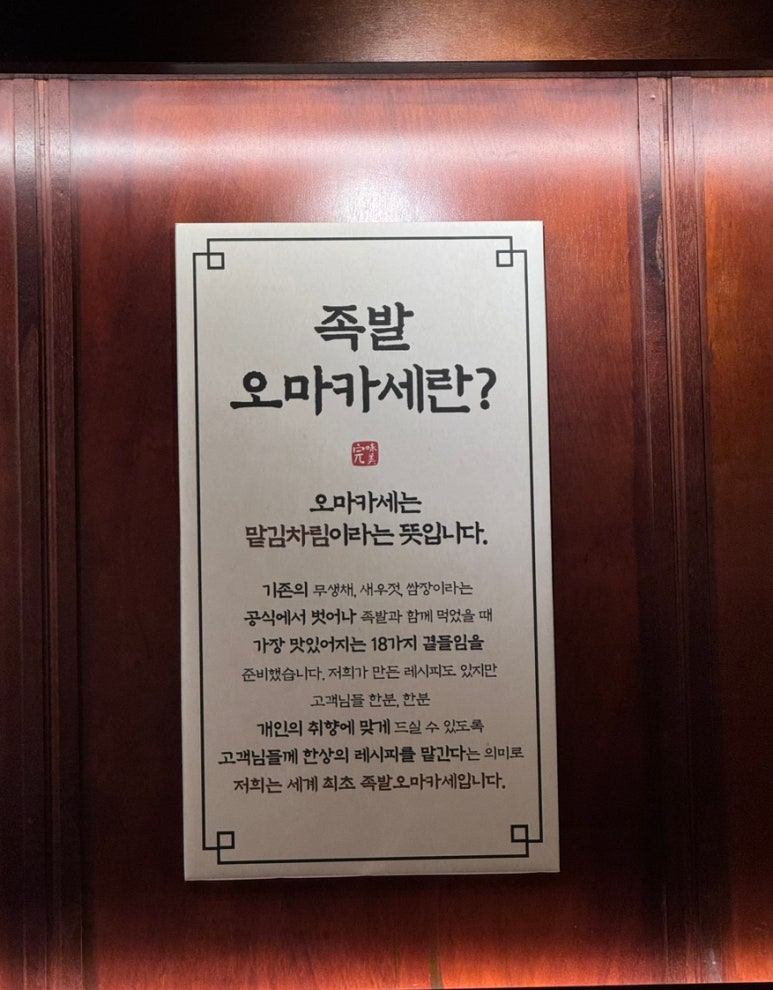 족발
오마카세란?
完味美
오마카세는
맡김차림이라는 뜻입니다.
기존의 무생채, 새우젓, 쌈장이라는
공식에서 벗어나 족발과 함께 먹었을 때
가장 맛있어지는 18가지 곁들임을
준비했습니다. 저희가 만든 레시피도 있지만
고객님들 한분, 한분
개인의 취향에 맞게 드실 수 있도록
고객님들께 한상의 레시피를 맡긴다는 의미로
저희는 세계 최초 족발오마카세입니다.